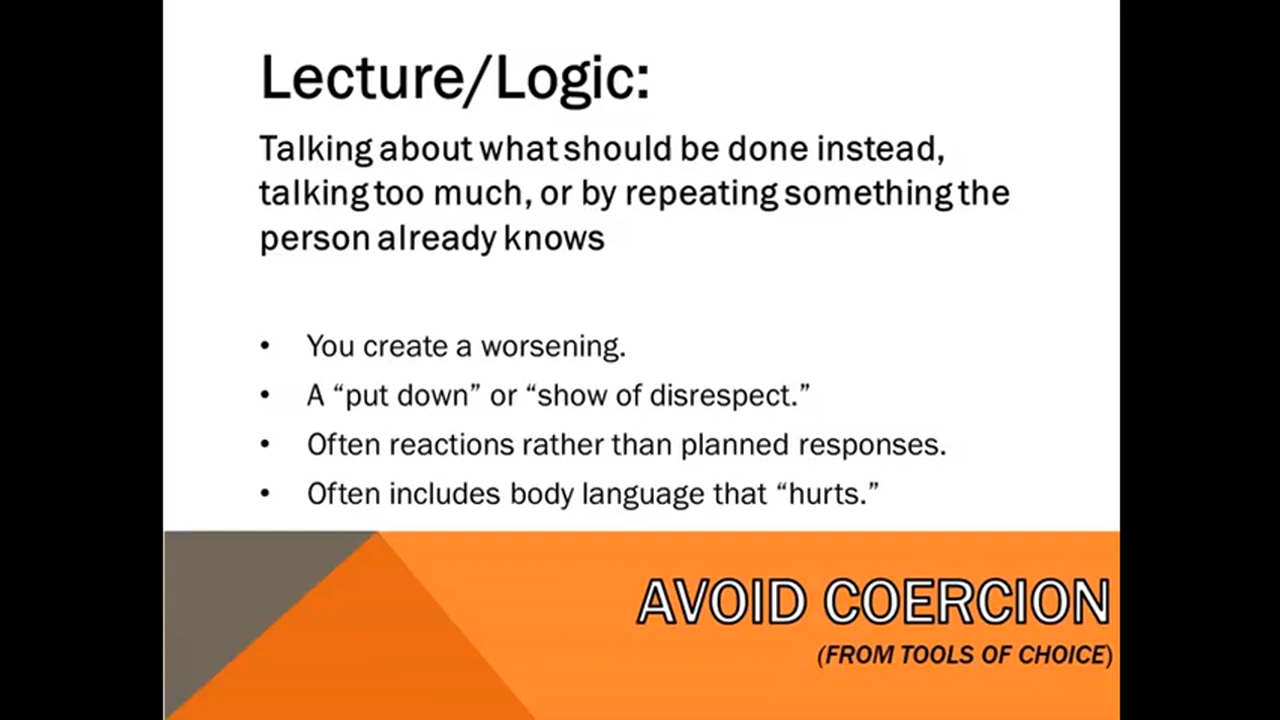 Lecture/Logic:
Talking about what should be done instead,
talking too much, or by repeating something the
person already knows
• You create a worsening.
• A “put down” or “show of disrespect.”
• Often reactions rather than planned responses.
• Often includes body language that “hurts.”
AVOID COERCION
(FROM TOOLS OF CHOICE)